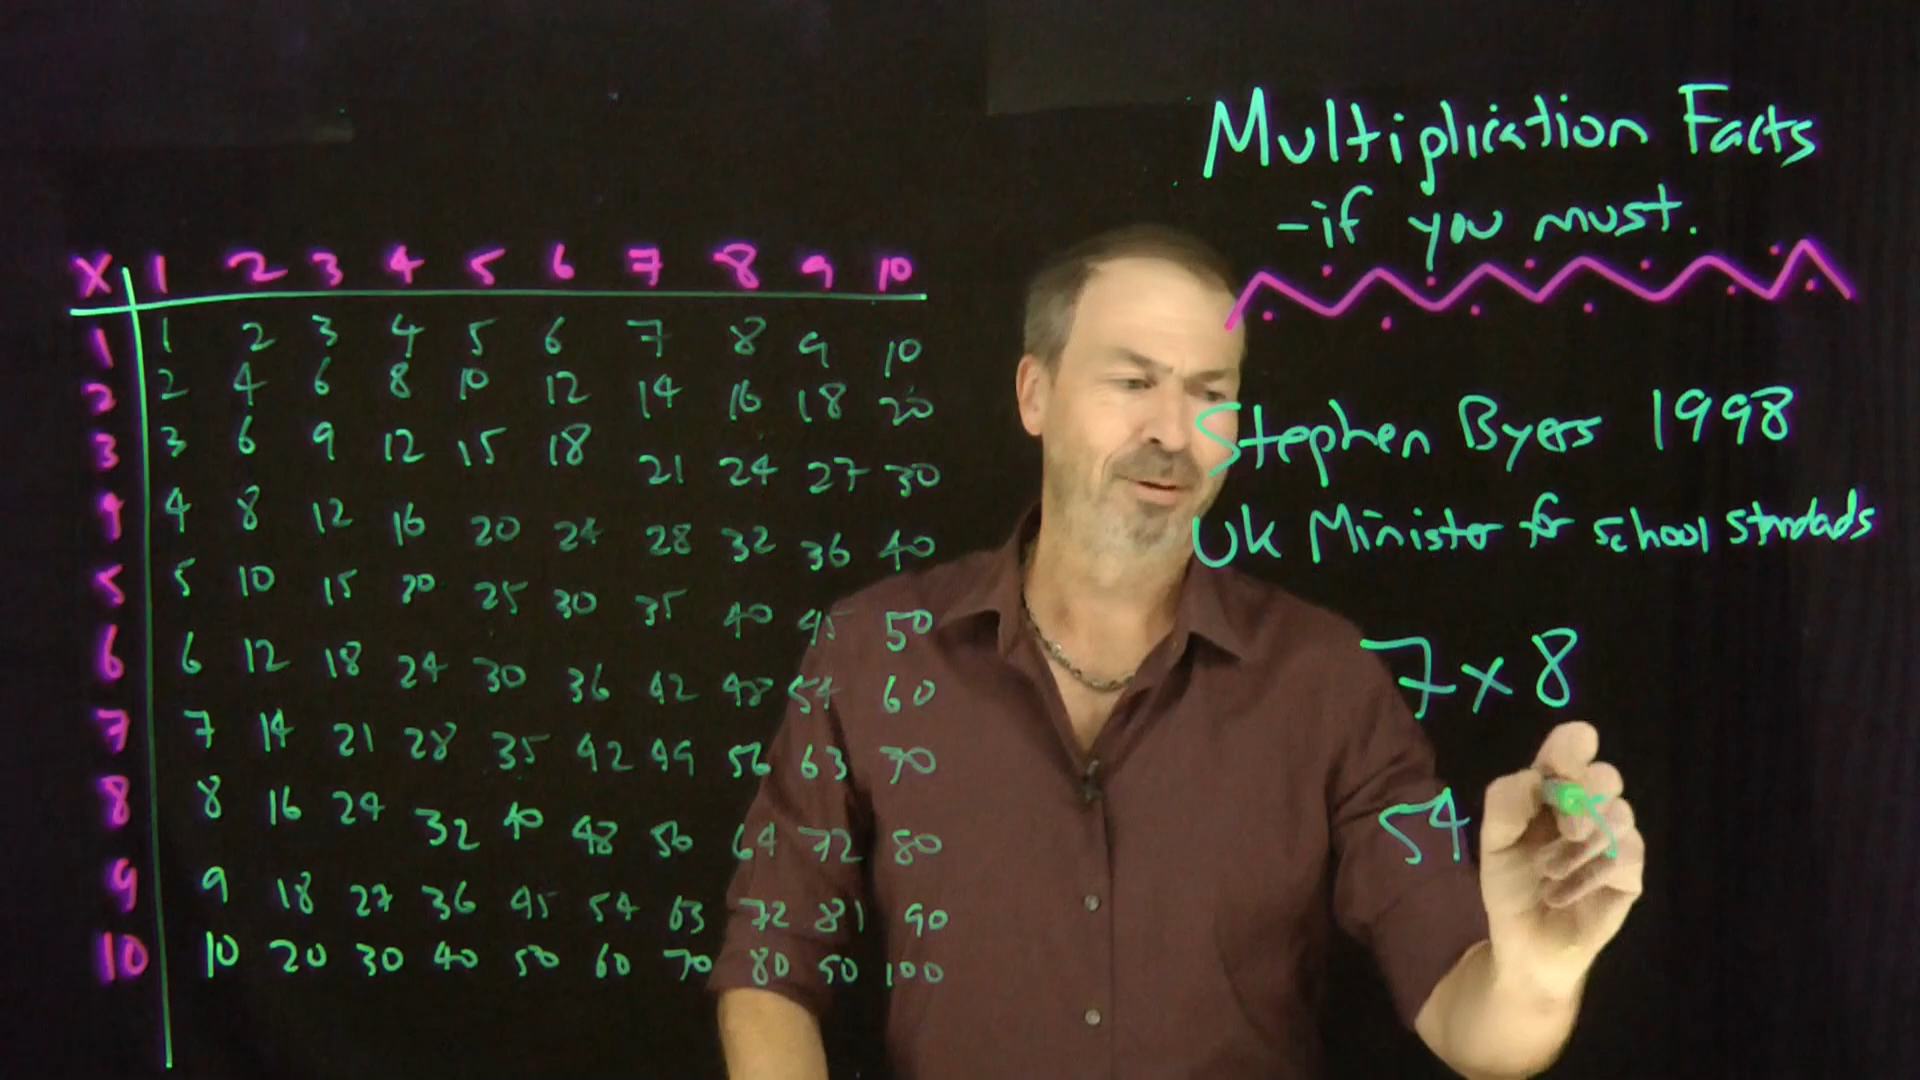 Multiplication Facts
-if you must.
X 1 2 3 4 5 6 7 8 9 10
1 1 2 3 4 5 6 7 8 9 10
2 2 4 6 8 10 12 14 16 18 20
3 3 6 9 12 15 18 21 24 27 30
4 4 8 12 16 20 24 28 32 36 40
5 5 10 15 20 25 30 35 40 45 50
6 6 12 18 24 30 36 42 48 54 60
7 7 14 21 28 35 42 49 56 63 70
8 8 16 24 32 40 48 56 64 72 80
9 9 18 27 36 45 54 63 72 81 90
10 10 20 30 40 50 60 70 80 90 100
Stephen Byers 1998
UK Minister for school Standads
7 x 8
54